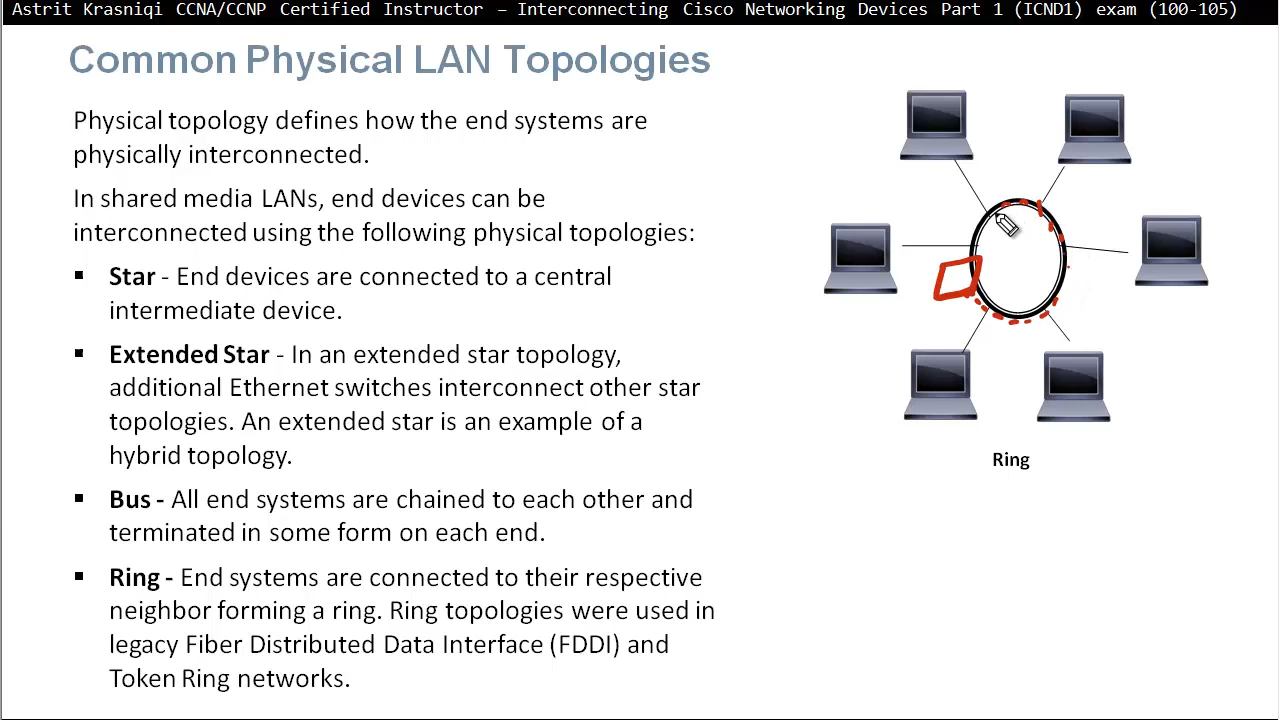 Astrit Krasniqi CCNA/CCNP Certified Instructor – Interconnecting Cisco Networking Devices Part 1 (ICND1) exam (100-105)
Common Physical LAN Topologies
Physical topology defines how the end systems are
physically interconnected.
In shared media LANs, end devices can be
interconnected using the following physical topologies:
▪ Star - End devices are connected to a central
intermediate device.
▪ Extended Star - In an extended star topology,
additional Ethernet switches interconnect other star
topologies. An extended star is an example of a
hybrid topology.
▪ Bus - All end systems are chained to each other and
terminated in some form on each end.
▪ Ring - End systems are connected to their respective
neighbor forming a ring. Ring topologies were used in
legacy Fiber Distributed Data Interface (FDDI) and
Token Ring networks.
Ring